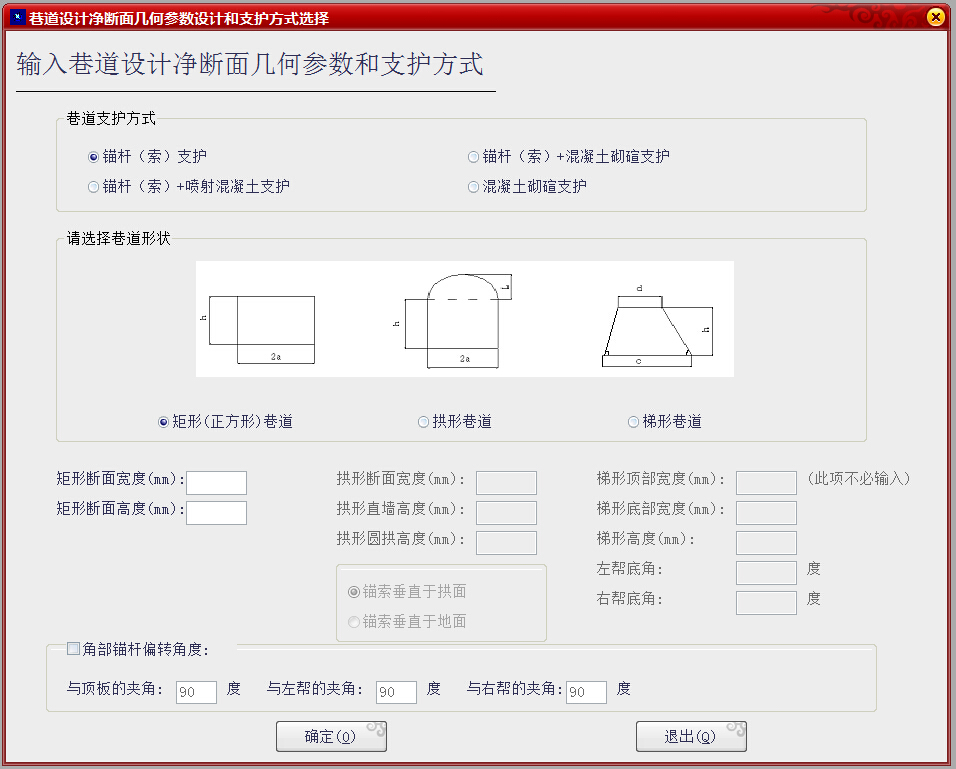 巷道设计净断面几何参数设计和支护方式选择
输入巷道设计净断面几何参数和支护方式
巷道支护方式
锚杆（索）支护 锚杆（索）+混凝土砌碹支护
锚杆（索）+喷射混凝土支护 混凝土砌碹支护
请选择巷道形状
h 2a h 2a L d h c
矩形(正方形)巷道 拱形巷道 梯形巷道
矩形断面宽度(mm): 拱形断面宽度(mm): 梯形顶部宽度(mm): (此项不必输入)
矩形断面高度(mm): 拱形直墙高度(mm): 梯形底部宽度(mm):
拱形圆拱高度(mm): 梯形高度(mm):
左帮底角: 度
锚索垂直于拱面 右帮底角: 度
锚索垂直于地面
角部锚杆偏转角度:
与顶板的夹角: 90 度 与左帮的夹角: 90 度 与右帮的夹角: 90 度
确定(O) 退出(Q)